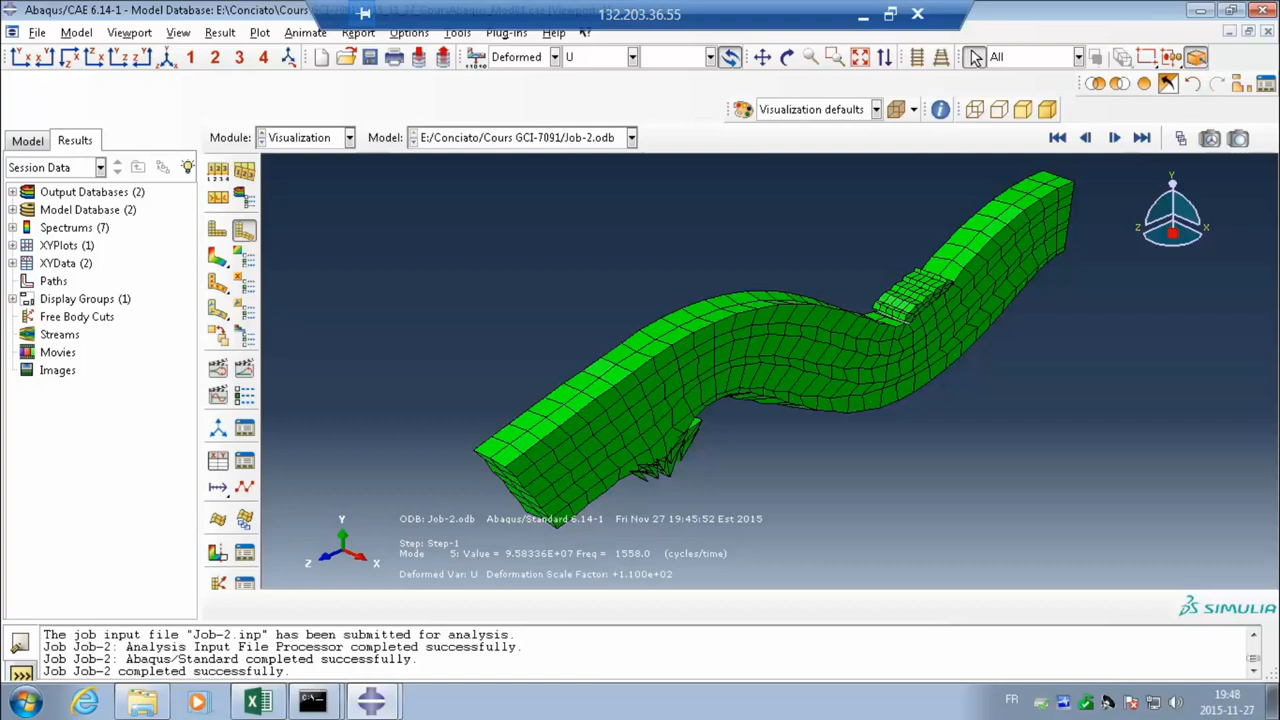 Abaqus/CAE 6.14-1 - Model Database: E:\Conciato\Cours
132.203.36.55
File Model Viewport View Result Plot Animate Report Options Tools Plug-ins Help
1 2 3 4 Deformed U All
Visualization defaults
Model Results Module: Visualization Model: E:/Conciato/Cours GCI-7091/Job-2.odb
Session Data
Output Databases (2)
Model Database (2)
Spectrums (7)
XYPlots (1)
XYData (2)
Paths
Display Groups (1)
Free Body Cuts
Streams
Movies
Images
Y
Z X
Y
Z X
ODB: Job-2.odb Abaqus/Standard 6.14-1 Fri Nov 27 19:45:52 Est 2015
Step: Step-1
Mode 5: Value = 9.58336E+07 Freq = 1558.0 (cycles/time)
Deformed Var: U Deformation Scale Factor: +1.100e+02
SIMULIA
The job input file "Job-2.inp" has been submitted for analysis.
Job Job-2: Analysis Input File Processor completed successfully.
Job Job-2: Abaqus/Standard completed successfully.
Job Job-2 completed successfully.
>>>
FR
19:48
2015-11-27